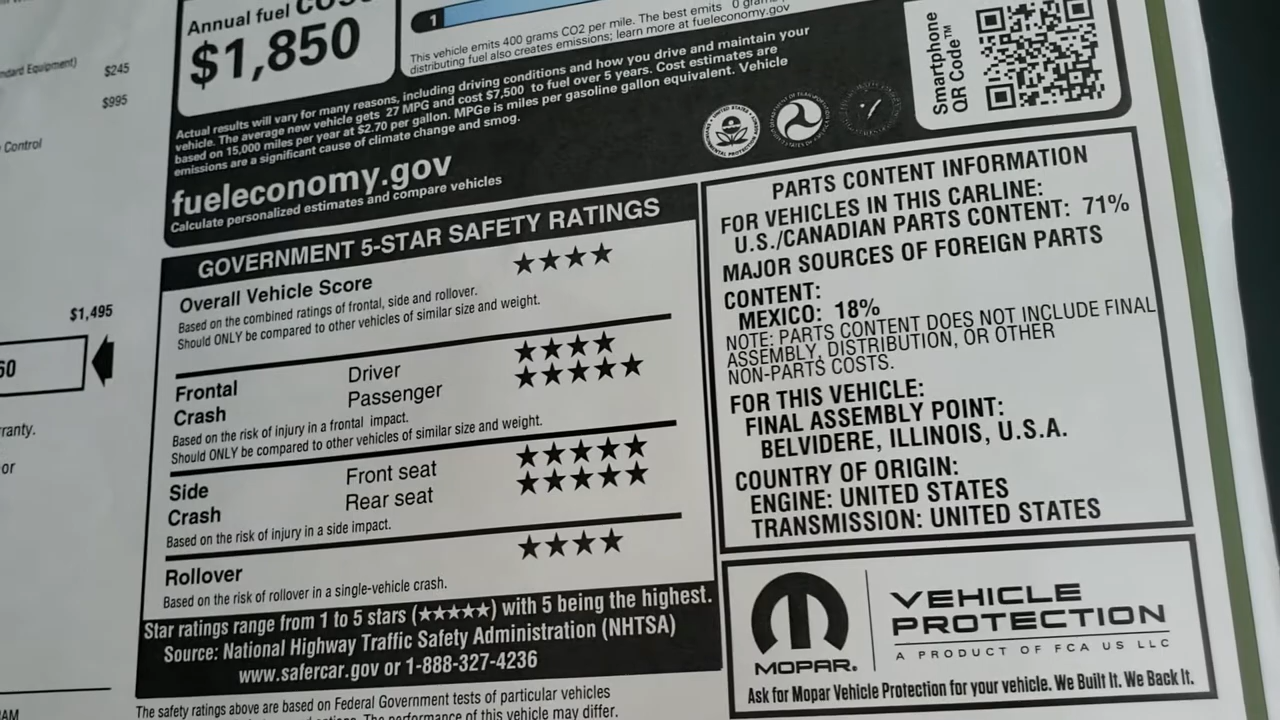 ndard Equipment)
$245
$995
Control
$1,495
60
rranty.
or
Annual fuel COS
$1,850
1
This vehicle emits 400 grams CO2 per mile. The best emits 0 grams
distributing fuel also creates emissions; learn more at fueleconomy.gov
Actual results will vary for many reasons, including driving conditions and how you drive and maintain your
vehicle. The average new vehicle gets 27 MPG and cost $7,500 to fuel over 5 years. Cost estimates are
based on 15,000 miles per year at $2.70 per gallon. MPGe is miles per gasoline gallon equivalent. Vehicle
emissions are a significant cause of climate change and smog.
fueleconomy.gov
Calculate personalized estimates and compare vehicles
Smartphone
QR Code™
GOVERNMENT 5-STAR SAFETY RATINGS
Overall Vehicle Score ★★★★
Based on the combined ratings of frontal, side and rollover.
Should ONLY be compared to other vehicles of similar size and weight.
Frontal Driver ★★★★
Crash Passenger ★★★★★
Based on the risk of injury in a frontal impact.
Should ONLY be compared to other vehicles of similar size and weight.
Side Front seat ★★★★★
Crash Rear seat ★★★★★
Based on the risk of injury in a side impact.
Rollover ★★★★
Based on the risk of rollover in a single-vehicle crash.
Star ratings range from 1 to 5 stars (★★★★★) with 5 being the highest.
Source: National Highway Traffic Safety Administration (NHTSA)
www.safercar.gov or 1-888-327-4236
The safety ratings above are based on Federal Government tests of particular vehicles
The performance of this vehicle may differ.
PARTS CONTENT INFORMATION
FOR VEHICLES IN THIS CARLINE:
U.S./CANADIAN PARTS CONTENT: 71%
MAJOR SOURCES OF FOREIGN PARTS
CONTENT:
MEXICO: 18%
NOTE: PARTS CONTENT DOES NOT INCLUDE FINAL
ASSEMBLY, DISTRIBUTION, OR OTHER
NON-PARTS COSTS.
FOR THIS VEHICLE:
FINAL ASSEMBLY POINT:
BELVIDERE, ILLINOIS, U.S.A.
COUNTRY OF ORIGIN:
ENGINE: UNITED STATES
TRANSMISSION: UNITED STATES
MOPAR.
VEHICLE
PROTECTION
A PRODUCT OF FCA US LLC
Ask for Mopar Vehicle Protection for your vehicle. We Built It. We Back It.